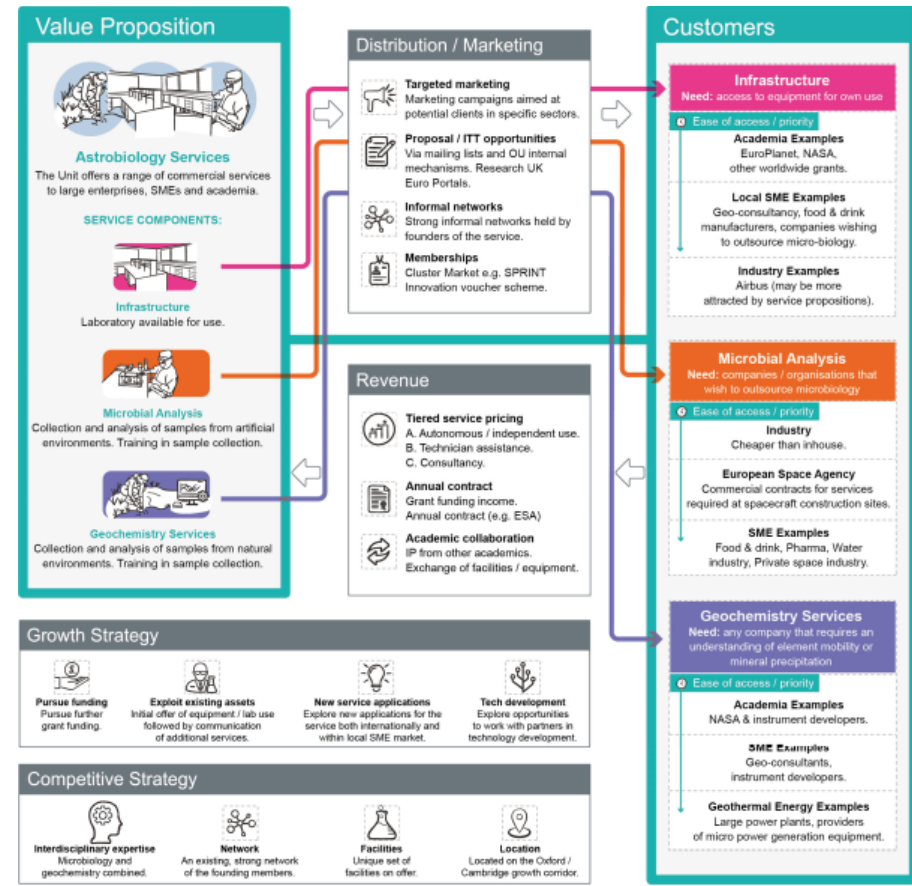 Value Proposition
Astrobiology Services
The Unit offers a range of commercial services
to large enterprises, SMEs and academia.
SERVICE COMPONENTS:
Infrastructure
Laboratory available for use.
Microbial Analysis
Collection and analysis of samples from artificial
environments. Training in sample collection.
Geochemistry Services
Collection and analysis of samples from natural
environments. Training in sample collection.
Distribution / Marketing
Targeted marketing
Marketing campaigns aimed at
potential clients in specific sectors.
Proposal / ITT opportunities
Via mailing lists and OU internal
mechanisms. Research UK
Euro Portals.
Informal networks
Strong informal networks held by
founders of the service.
Memberships
Cluster Market e.g. SPRINT
Innovation voucher scheme.
Revenue
Tiered service pricing
A. Autonomous / independent use.
B. Technician assistance.
C. Consultancy.
Annual contract
Grant funding income.
Annual contract (e.g. ESA)
Academic collaboration
IP from other academics.
Exchange of facilities / equipment.
Customers
Infrastructure
Need: access to equipment for own use
Ease of access / priority
Academia Examples
EuroPlanet, NASA,
other worldwide grants.
Local SME Examples
Geo-consultancy, food & drink
manufacturers, companies wishing
to outsource micro-biology.
Industry Examples
Airbus (may be more
attracted by service propositions).
Microbial Analysis
Need: companies / organisations that
wish to outsource microbiology
Ease of access / priority
Industry
Cheaper than inhouse.
European Space Agency
Commercial contracts for services
required at spacecraft construction sites.
SME Examples
Food & drink, Pharma, Water
industry, Private space industry.
Geochemistry Services
Need: any company that requires an
understanding of element mobility or
mineral precipitation
Ease of access / priority
Academia Examples
NASA & instrument developers.
SME Examples
Geo-consultants,
instrument developers.
Geothermal Energy Examples
Large power plants, providers
of micro power generation equipment.
Growth Strategy
Pursue funding
Pursue further
grant funding.
Exploit existing assets
Initial offer of equipment / lab use
followed by communication
of additional services.
New service applications
Explore new applications for the
service both internationally and
within local SME market.
Tech development
Explore opportunities
to work with partners in
technology development.
Competitive Strategy
Interdisciplinary expertise
Microbiology and
geochemistry combined.
Network
An existing, strong network
of the founding members.
Facilities
Unique set of
facilities on offer.
Location
Located on the Oxford /
Cambridge growth corridor.